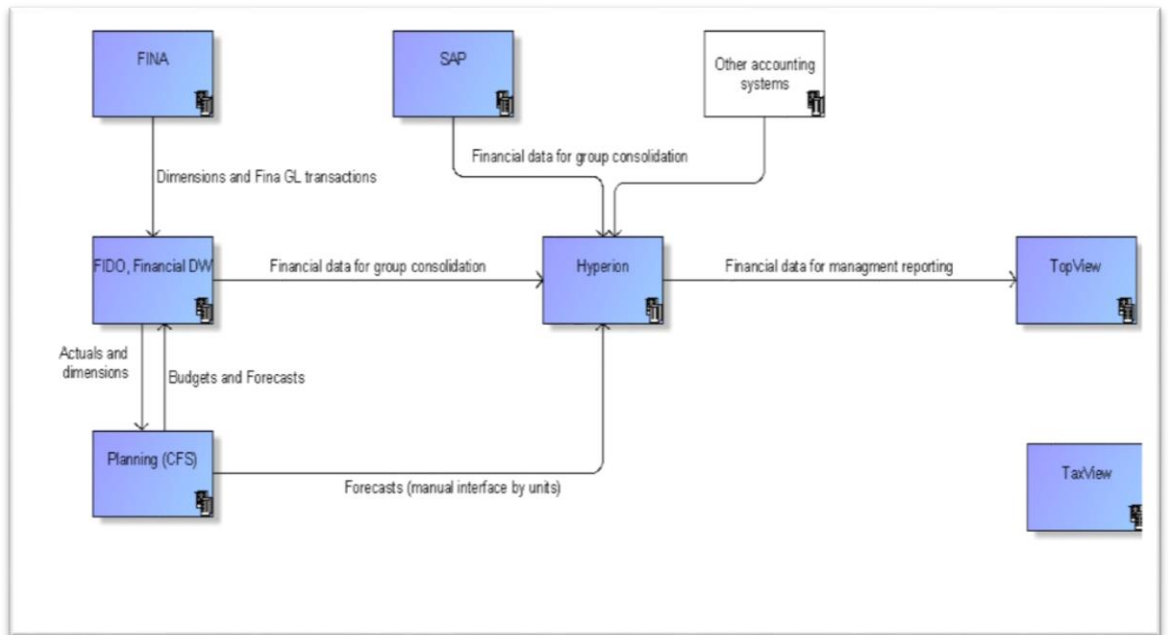 FINA
SAP
Other accounting
systems
Financial data for group consolidation
Dimensions and Fina GL transactions
FIDO, Financial DW
Financial data for group consolidation
Hyperion
Financial data for managment reporting
TopView
Actuals and
dimensions
Budgets and Forecasts
Planning (CFS)
Forecasts (manual interface by units)
TaxView